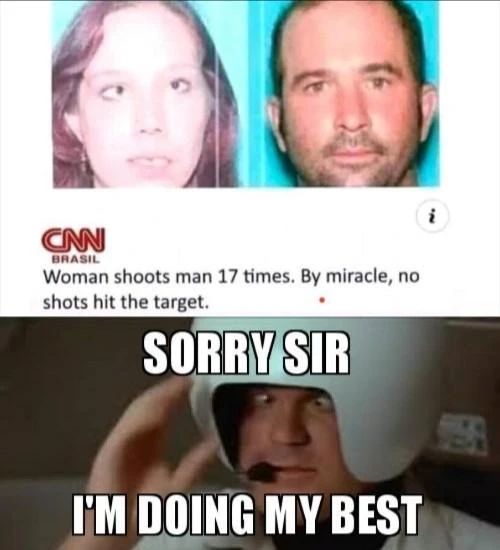 i
CNN
BRASIL
Woman shoots man 17 times. By miracle, no
shots hit the target.
SORRY SIR
I'M DOING MY BEST